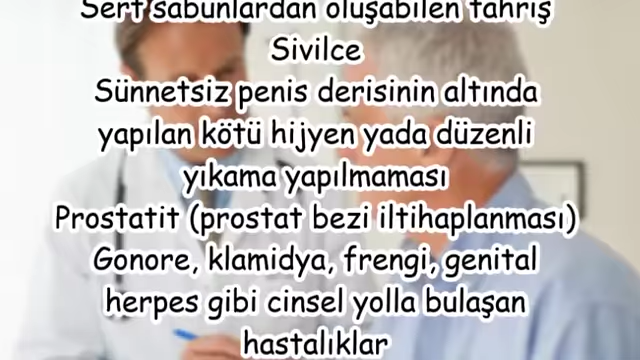 Sert sabunlardan oluşabilen tahriş
Sivilce
Sünnetsiz penis derisinin altında
yapılan kötü hijyen yada düzenli
yıkama yapılmaması
Prostatit (prostat bezi iltihaplanması)
Gonore, klamidya, frengi, genital
herpes gibi cinsel yolla bulaşan
hastalıklar